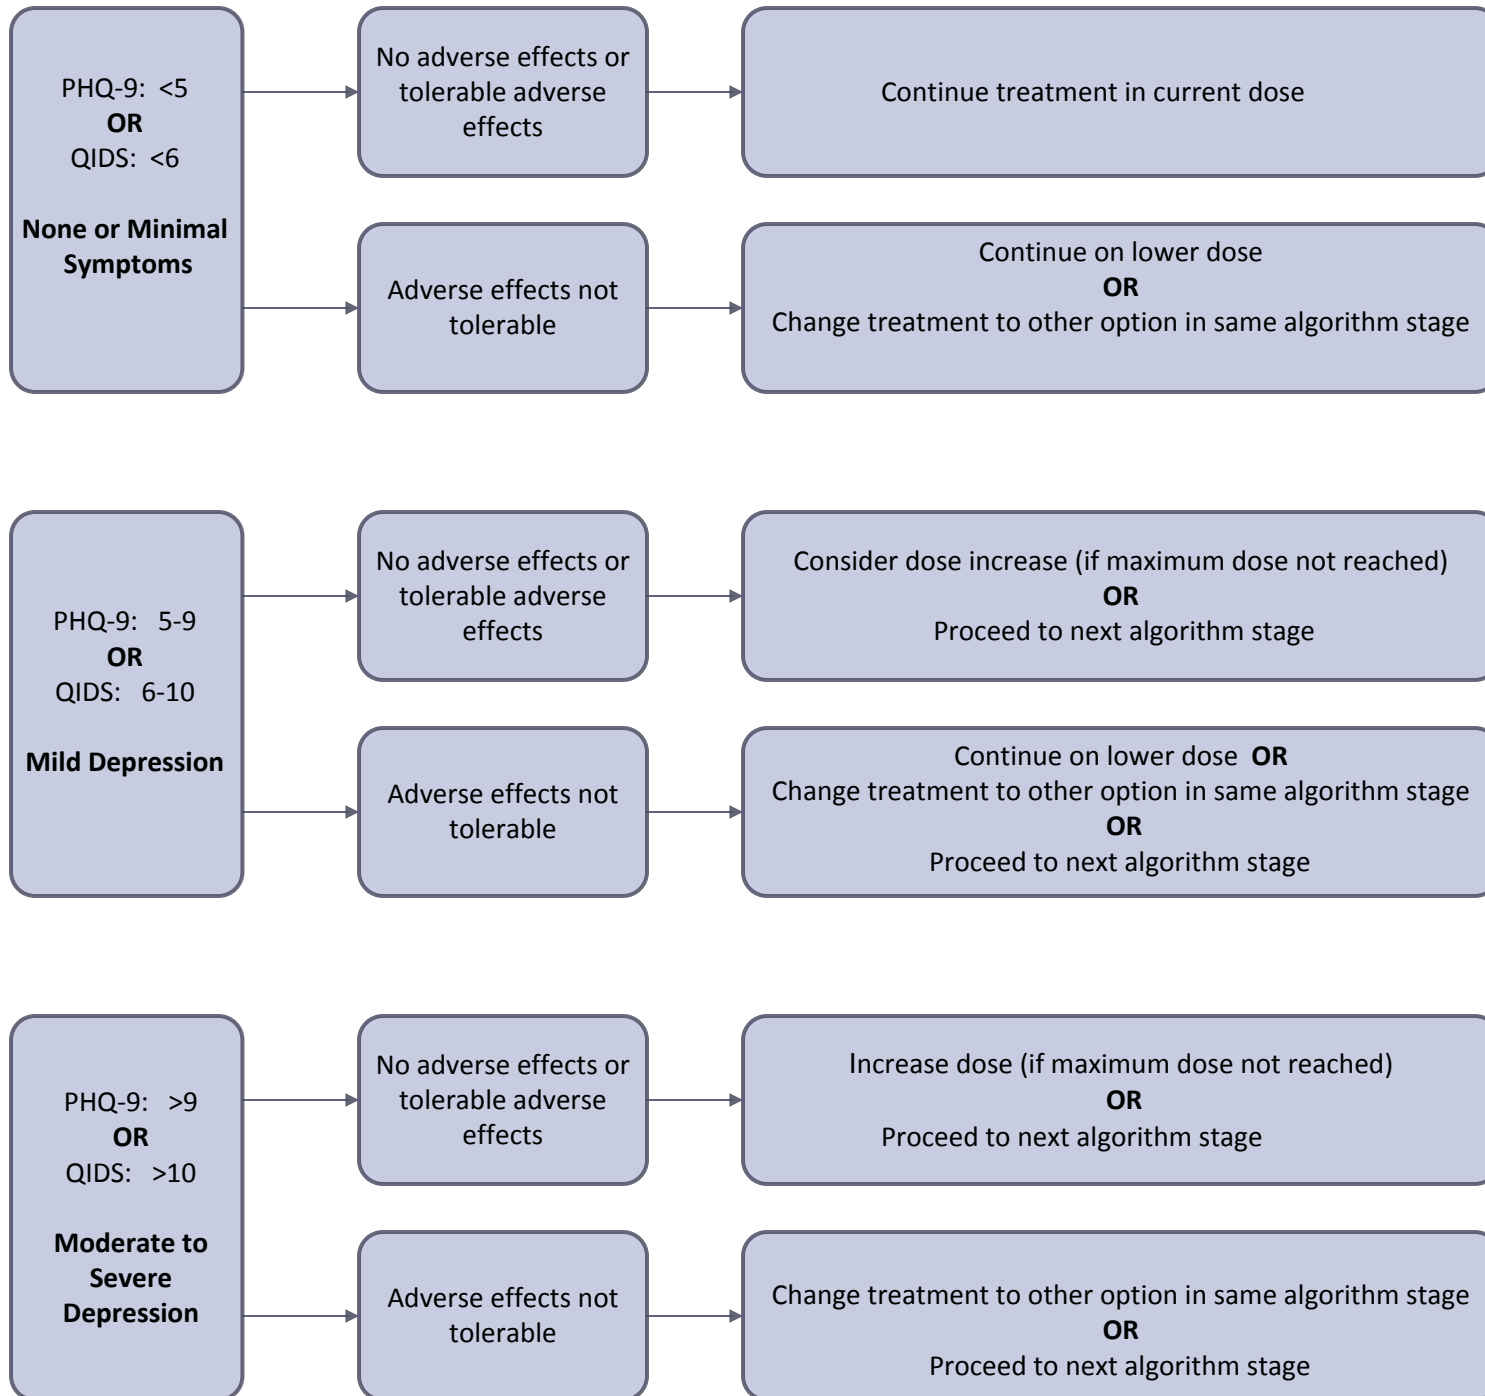 PHQ-9: <5
OR
QIDS: <6
None or Minimal
Symptoms
No adverse effects or
tolerable adverse
effects
Continue treatment in current dose
Adverse effects not
tolerable
Continue on lower dose
OR
Change treatment to other option in same algorithm stage
PHQ-9: 5-9
OR
QIDS: 6-10
Mild Depression
No adverse effects or
tolerable adverse
effects
Consider dose increase (if maximum dose not reached)
OR
Proceed to next algorithm stage
Adverse effects not
tolerable
Continue on lower dose OR
Change treatment to other option in same algorithm stage
OR
Proceed to next algorithm stage
PHQ-9: >9
OR
QIDS: >10
Moderate to
Severe
Depression
No adverse effects or
tolerable adverse
effects
Increase dose (if maximum dose not reached)
OR
Proceed to next algorithm stage
Adverse effects not
tolerable
Change treatment to other option in same algorithm stage
OR
Proceed to next algorithm stage